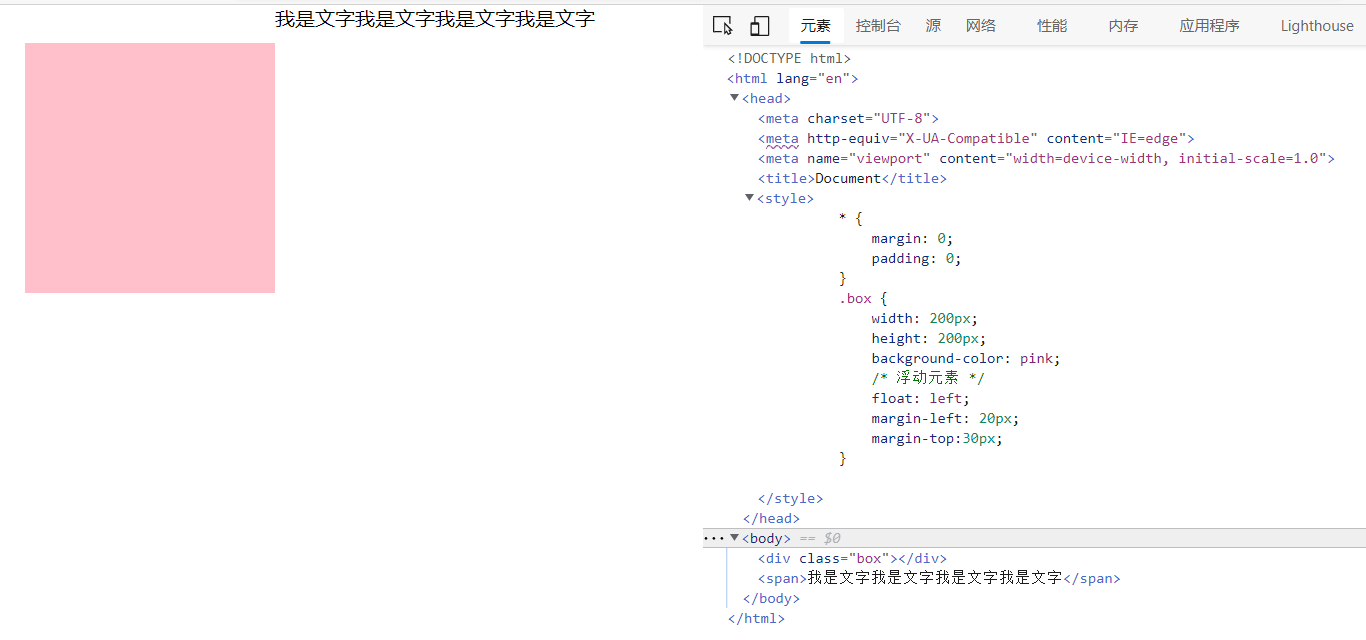 我是文字我是文字我是文字我是文字
元素 控制台 源 网络 性能 内存 应用程序 Lighthouse
<!DOCTYPE html>
<html lang="en">
<head>
<meta charset="UTF-8">
<meta http-equiv="X-UA-Compatible" content="IE=edge">
<meta name="viewport" content="width=device-width, initial-scale=1.0">
<title>Document</title>
<style>
* {
margin: 0;
padding: 0;
}
.box {
width: 200px;
height: 200px;
background-color: pink;
/* 浮动元素 */
float: left;
margin-left: 20px;
margin-top:30px;
}
</style>
</head>
<body> == $0
<div class="box"></div>
<span>我是文字我是文字我是文字我是文字</span>
</body>
</html>